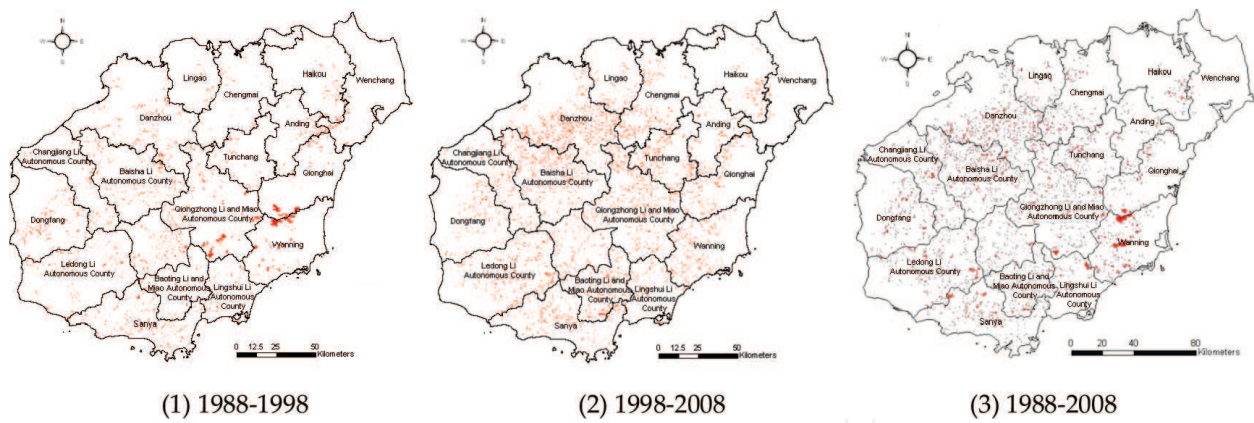 N
W E
S
Lingao
Haikou
Wenchang
Chengmai
Danzhou
Anding
Changjiang Li
Autonomous County
Tunchang
Baisha Li
Autonomous County
Qionghai
Qiongzhong Li and Miao
Autonomous County
Dongfang
Wanning
Ledong Li
Autonomous County
Baoting Li and
Miao Autonomous
County
Lingshui Li
Autonomous
County
Sanya
0 12.5 25 50
Kilometers
(1) 1988-1998
N
W E
S
Lingao
Haikou
Wenchang
Chengmai
Danzhou
Anding
Changjiang Li
Autonomous County
Tunchang
Baisha Li
Autonomous County
Qionghai
Qiongzhong Li and Miao
Autonomous County
Dongfang
Wanning
Ledong Li
Autonomous County
Baoting Li and
Miao Autonomous
County
Lingshui Li
Autonomous
County
Sanya
0 12.5 25 50
Kilometers
(2) 1998-2008
N
W E
S
Lingao
Haikou
Wenchang
Chengmai
Danzhou
Anding
Changjiang Li
Autonomous County
Tunchang
Baisha Li
Autonomous County
Qionghai
Qiongzhong Li and Miao
Autonomous County
Dongfang
Wanning
Ledong Li
Autonomous County
Baoting Li and
Miao Autonomous
County
Lingshui Li
Autonomous
County
Sanya
0 20 40 80
Kilometers
(3) 1988-2008